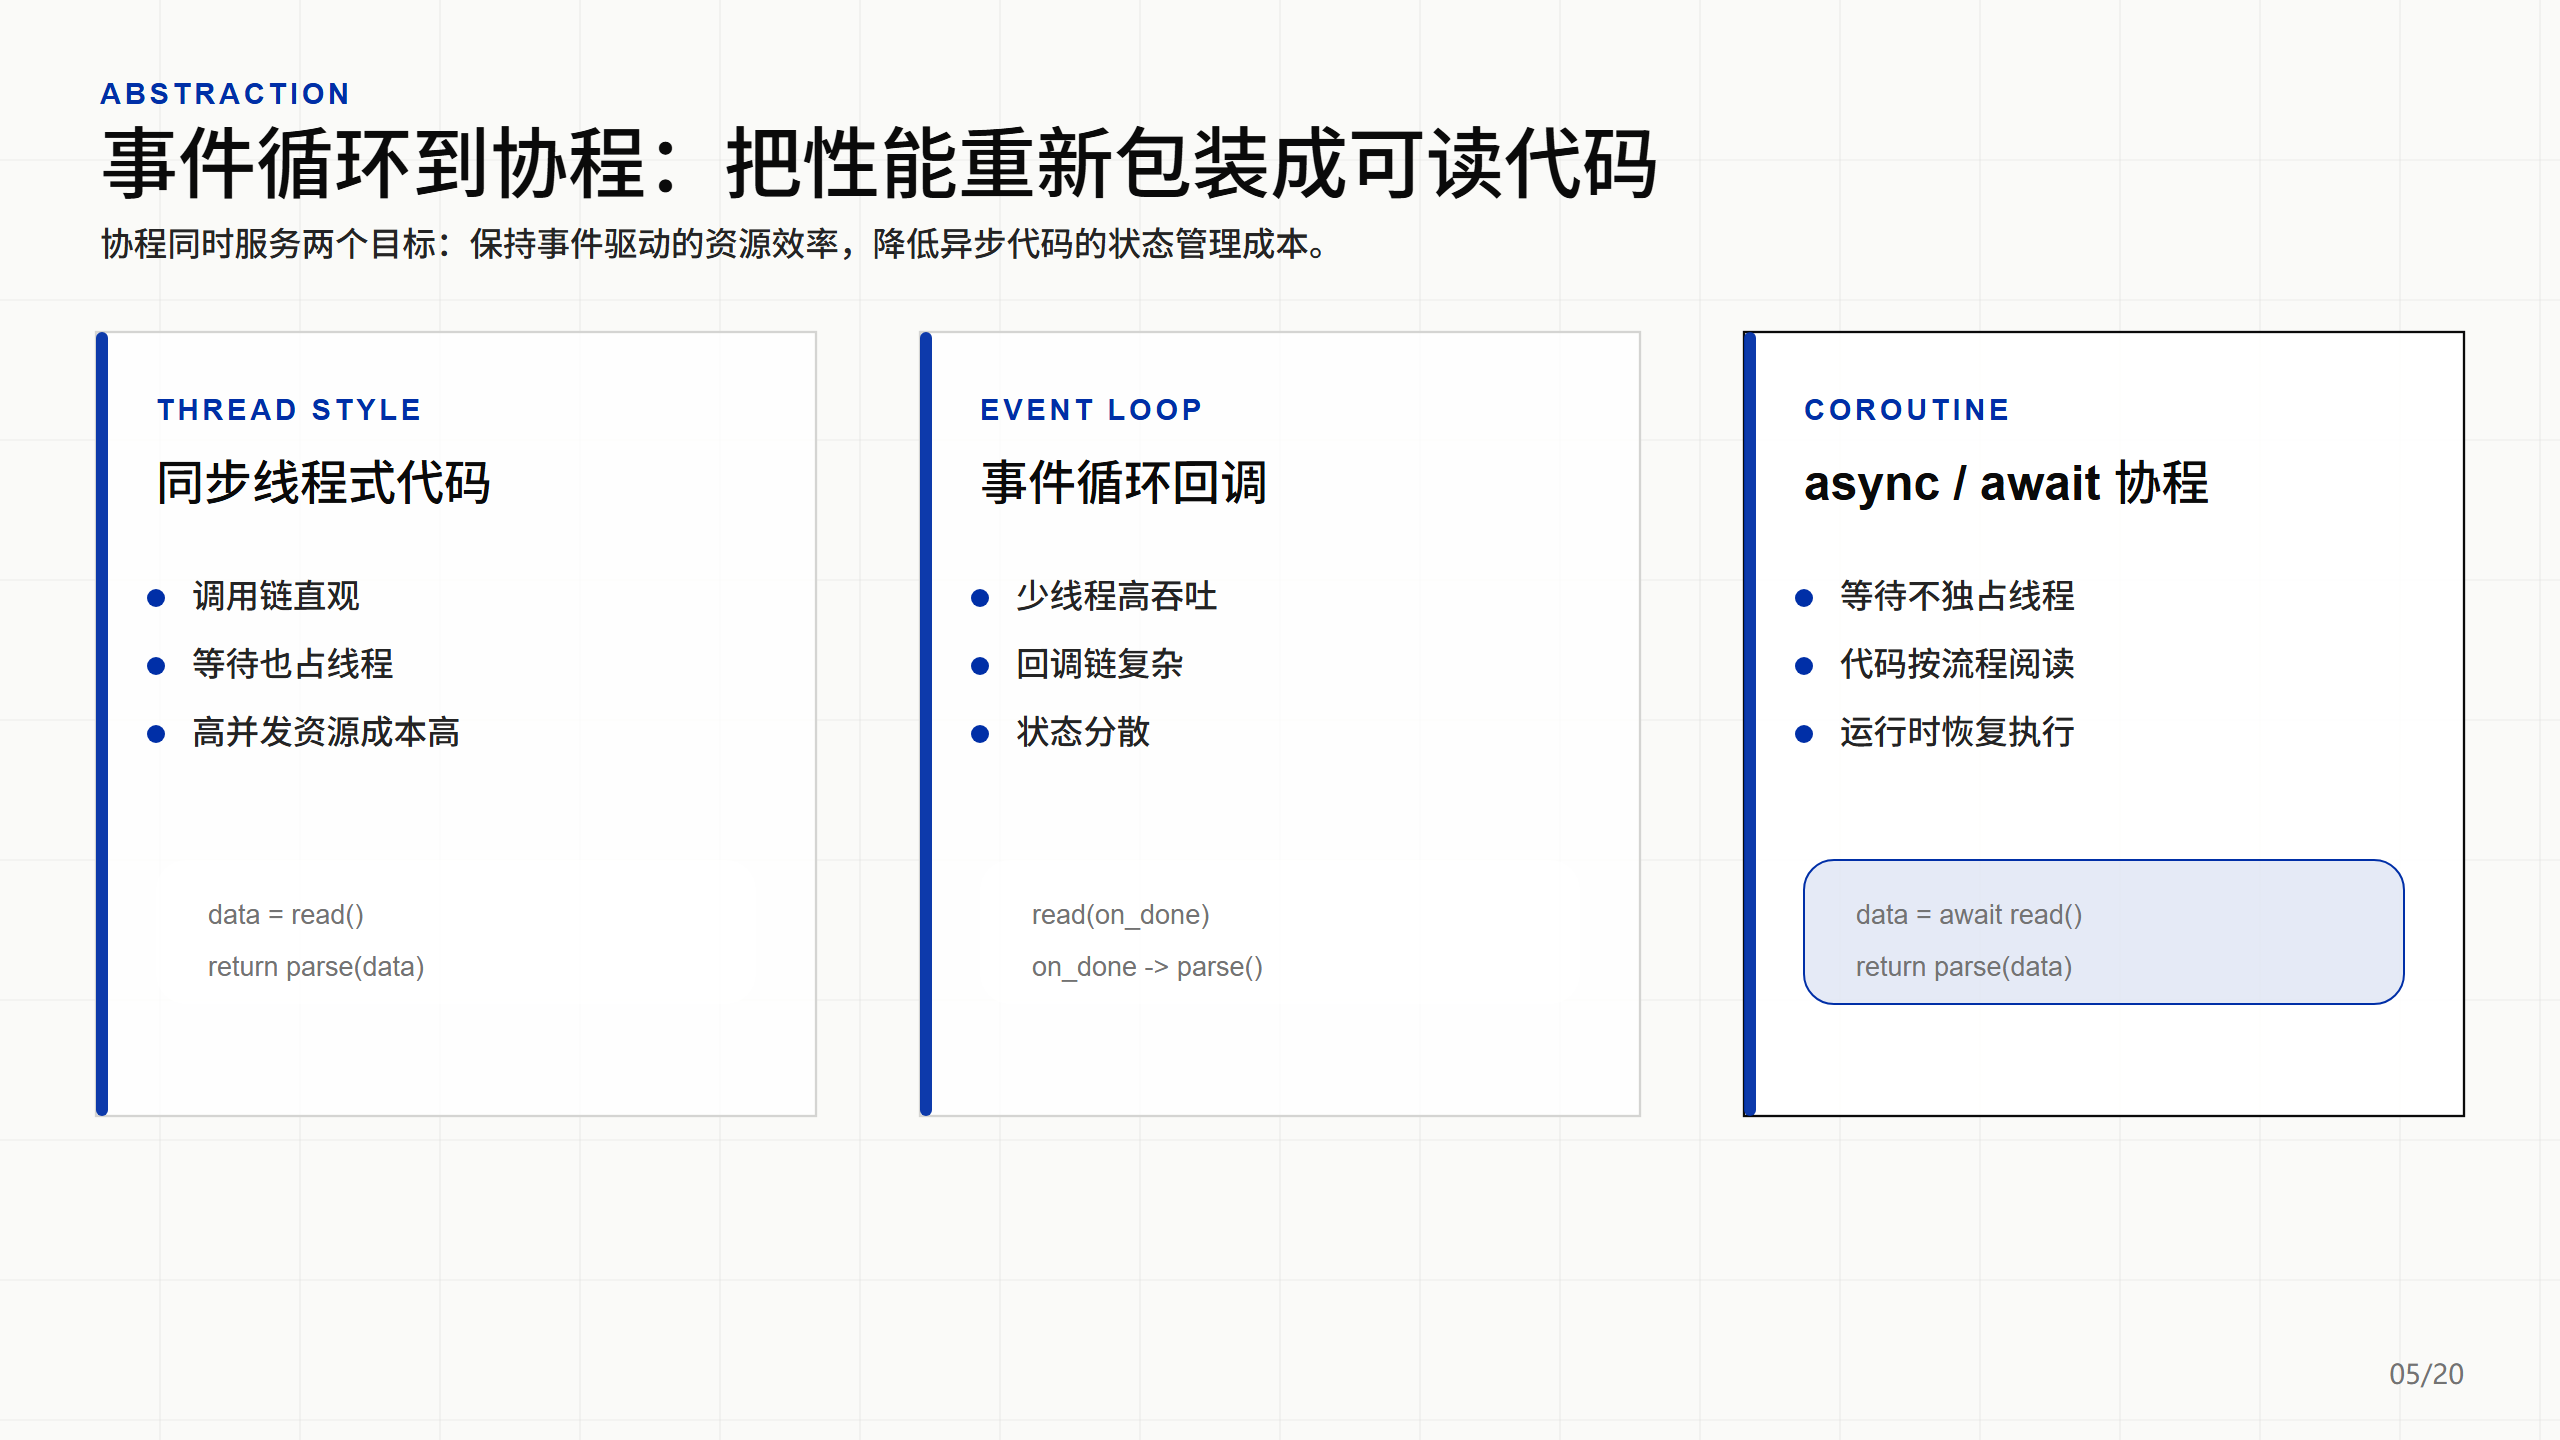 ABSTRACTION
事件循环到协程：把性能重新包装成可读代码
协程同时服务两个目标：保持事件驱动的资源效率，降低异步代码的状态管理成本。
THREAD STYLE
同步线程式代码
调用链直观
等待也占线程
高并发资源成本高
data = read()
return parse(data)
EVENT LOOP
事件循环回调
少线程高吞吐
回调链复杂
状态分散
read(on_done)
on_done -> parse()
COROUTINE
async / await 协程
等待不独占线程
代码按流程阅读
运行时恢复执行
data = await read()
return parse(data)
05/20